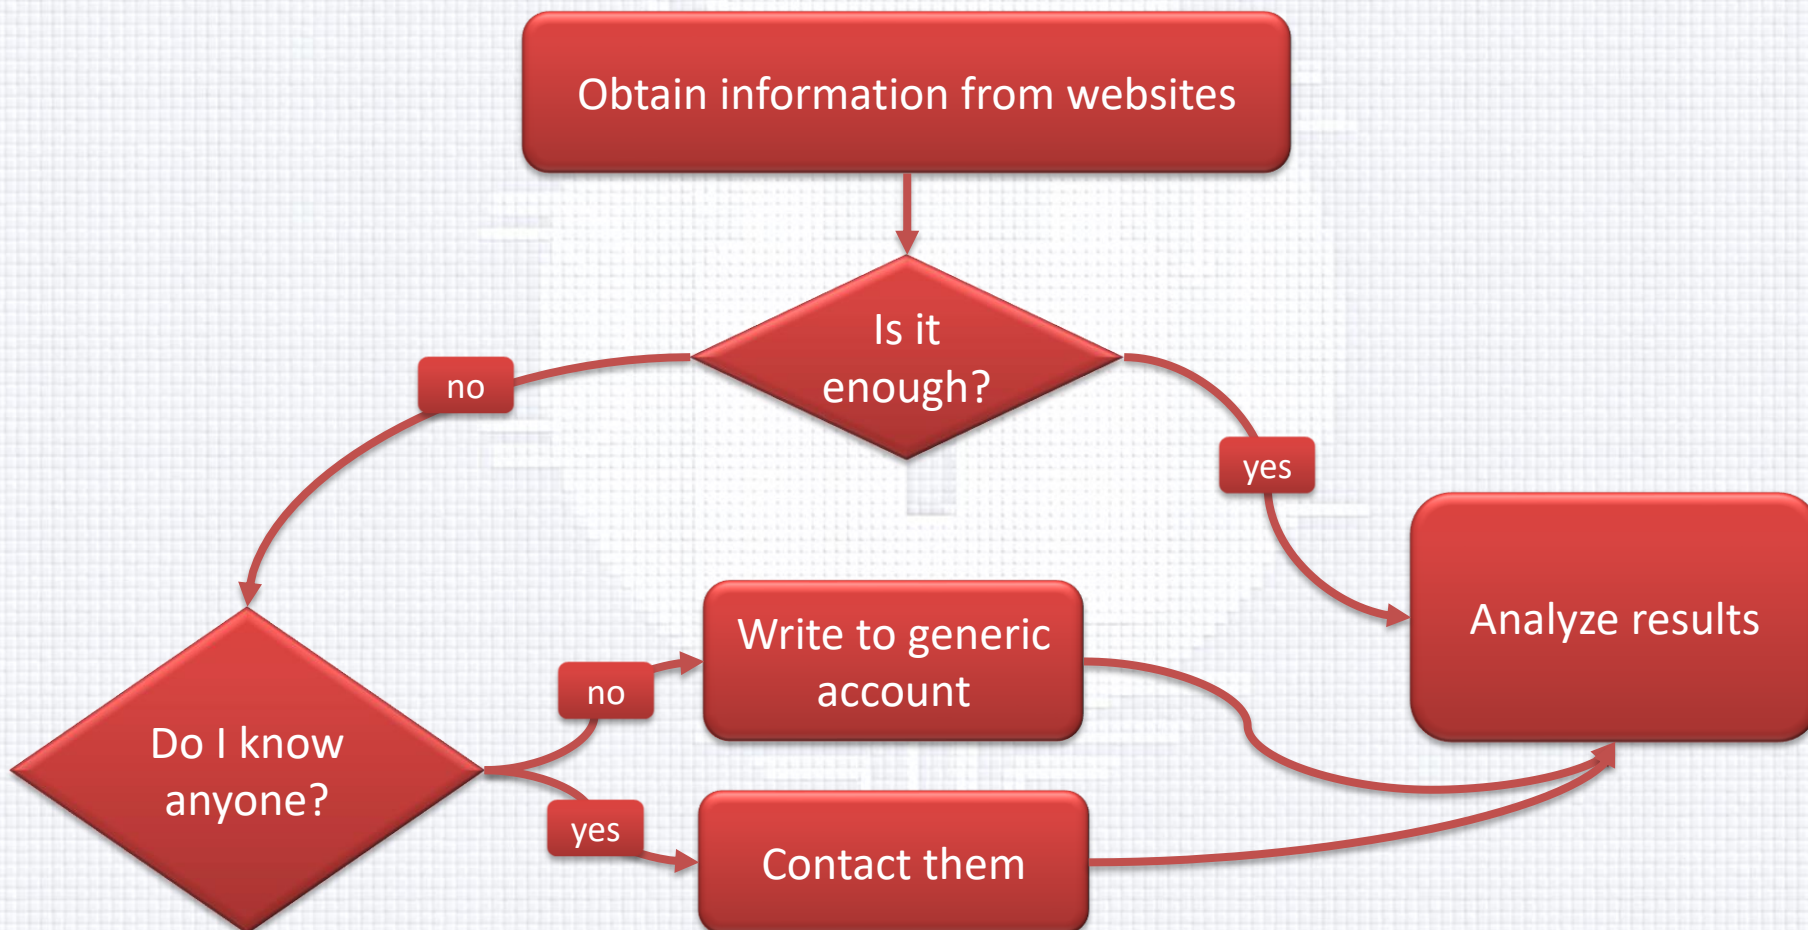 Obtain information from websites
Is it
enough?
no
yes
Analyze results
Write to generic
account
no
Do I know
anyone?
yes
Contact them